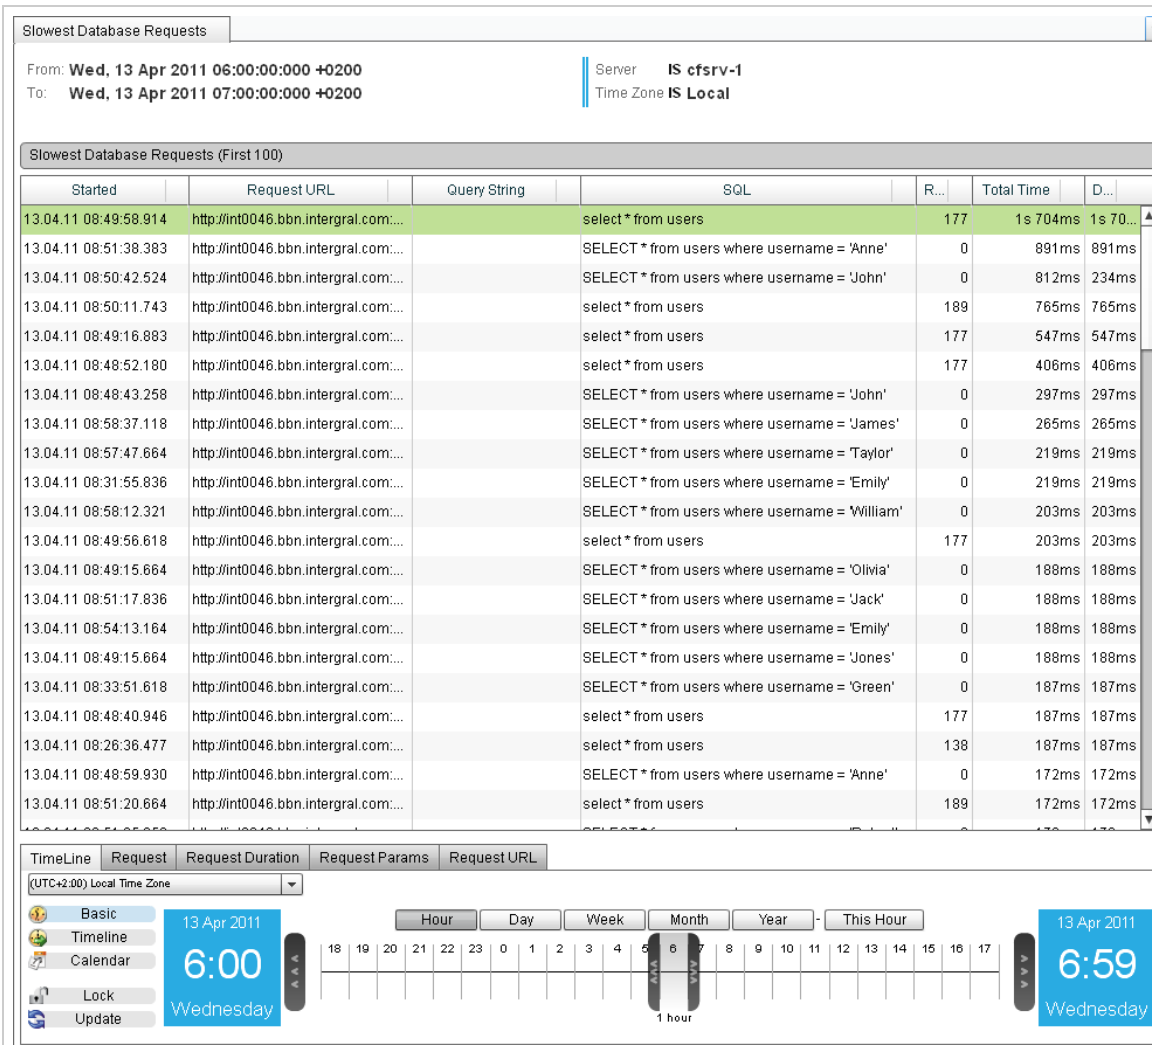 Slowest Database Requests
From: Wed, 13 Apr 2011 06:00:00:000 +0200
To: Wed, 13 Apr 2011 07:00:00:000 +0200
Server IS cfsrv-1
Time Zone IS Local
Slowest Database Requests (First 100)
Started Request URL Query String SQL R... Total Time D...
13.04.11 08:49:58.914 http://int0046.bbn.intergral.com:... select * from users 177 1s 704ms 1s 70...
13.04.11 08:51:38.383 http://int0046.bbn.intergral.com:... SELECT * from users where username = 'Anne' 0 891ms 891ms
13.04.11 08:50:42.524 http://int0046.bbn.intergral.com:... SELECT * from users where username = 'John' 0 812ms 234ms
13.04.11 08:50:11.743 http://int0046.bbn.intergral.com:... select * from users 189 765ms 765ms
13.04.11 08:49:16.883 http://int0046.bbn.intergral.com:... select * from users 177 547ms 547ms
13.04.11 08:48:52.180 http://int0046.bbn.intergral.com:... select * from users 177 406ms 406ms
13.04.11 08:48:43.258 http://int0046.bbn.intergral.com:... SELECT * from users where username = 'John' 0 297ms 297ms
13.04.11 08:58:37.118 http://int0046.bbn.intergral.com:... SELECT * from users where username = 'James' 0 265ms 265ms
13.04.11 08:57:47.664 http://int0046.bbn.intergral.com:... SELECT * from users where username = 'Taylor' 0 219ms 219ms
13.04.11 08:31:55.836 http://int0046.bbn.intergral.com:... SELECT * from users where username = 'Emily' 0 219ms 219ms
13.04.11 08:58:12.321 http://int0046.bbn.intergral.com:... SELECT * from users where username = 'William' 0 203ms 203ms
13.04.11 08:49:56.618 http://int0046.bbn.intergral.com:... select * from users 177 203ms 203ms
13.04.11 08:49:15.664 http://int0046.bbn.intergral.com:... SELECT * from users where username = 'Olivia' 0 188ms 188ms
13.04.11 08:51:17.836 http://int0046.bbn.intergral.com:... SELECT * from users where username = 'Jack' 0 188ms 188ms
13.04.11 08:54:13.164 http://int0046.bbn.intergral.com:... SELECT * from users where username = 'Emily' 0 188ms 188ms
13.04.11 08:49:15.664 http://int0046.bbn.intergral.com:... SELECT * from users where username = 'Jones' 0 188ms 188ms
13.04.11 08:33:51.618 http://int0046.bbn.intergral.com:... SELECT * from users where username = 'Green' 0 187ms 187ms
13.04.11 08:48:40.946 http://int0046.bbn.intergral.com:... select * from users 177 187ms 187ms
13.04.11 08:26:36.477 http://int0046.bbn.intergral.com:... select * from users 138 187ms 187ms
13.04.11 08:48:59.930 http://int0046.bbn.intergral.com:... SELECT * from users where username = 'Anne' 0 172ms 172ms
13.04.11 08:51:20.664 http://int0046.bbn.intergral.com:... select * from users 189 172ms 172ms
TimeLine Request Request Duration Request Params Request URL
(UTC+2:00) Local Time Zone
Basic
Timeline
Calendar
Lock
Update
13 Apr 2011
6:00
Wednesday
Hour Day Week Month Year - This Hour
18 19 20 21 22 23 0 1 2 3 4 5 6 7 8 9 10 11 12 13 14 15 16 17
1 hour
13 Apr 2011
6:59
Wednesday